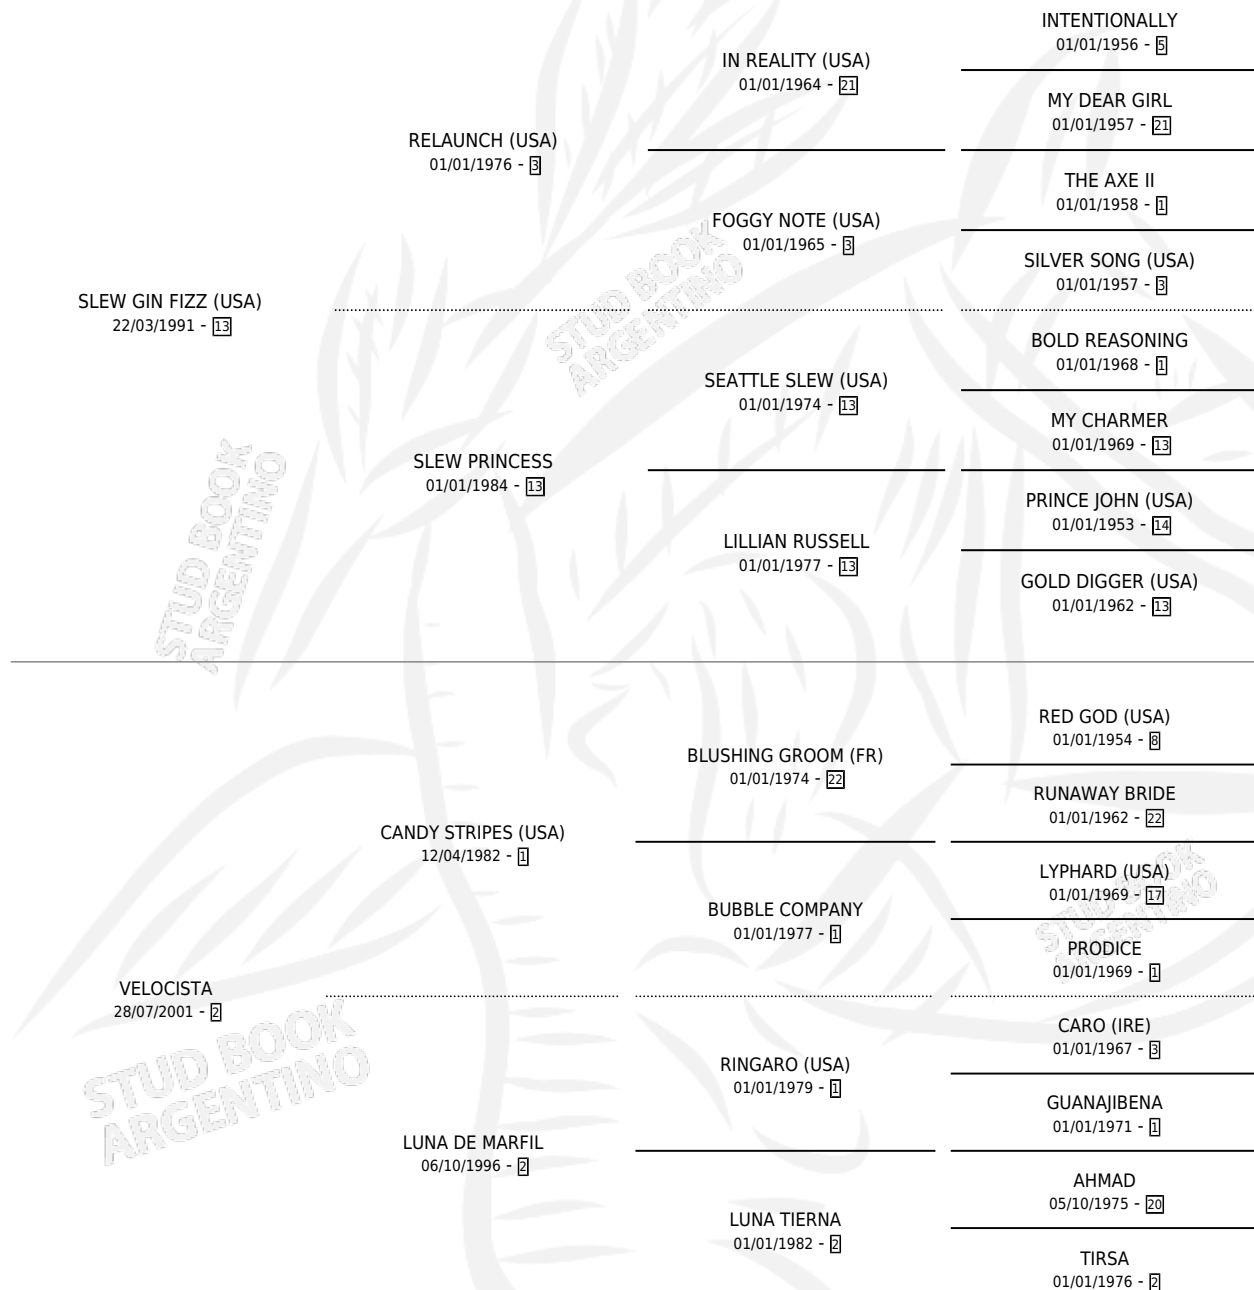 INTENTIONALLY
01/01/1956 - 5
IN REALITY (USA)
01/01/1964 - 21
MY DEAR GIRL
01/01/1957 - 21
RELAUNCH (USA)
01/01/1976 - 3
THE AXE II
01/01/1958 - 1
FOGGY NOTE (USA)
01/01/1965 - 3
SILVER SONG (USA)
01/01/1957 - 3
SLEW GIN FIZZ (USA)
22/03/1991 - 13
BOLD REASONING
01/01/1968 - 1
SEATTLE SLEW (USA)
01/01/1974 - 13
MY CHARMER
01/01/1969 - 13
SLEW PRINCESS
01/01/1984 - 13
PRINCE JOHN (USA)
01/01/1953 - 14
LILLIAN RUSSELL
01/01/1977 - 13
GOLD DIGGER (USA)
01/01/1962 - 13
RED GOD (USA)
01/01/1954 - 8
BLUSHING GROOM (FR)
01/01/1974 - 22
RUNAWAY BRIDE
01/01/1962 - 22
CANDY STRIPES (USA)
12/04/1982 - 1
LYPHARD (USA)
01/01/1969 - 17
BUBBLE COMPANY
01/01/1977 - 1
PRODICE
01/01/1969 - 1
VELOCISTA
28/07/2001 - 2
CARO (IRE)
01/01/1967 - 3
RINGARO (USA)
01/01/1979 - 1
GUANAJIBENA
01/01/1971 - 1
LUNA DE MARFIL
06/10/1996 - 2
AHMAD
05/10/1975 - 20
LUNA TIERNA
01/01/1982 - 2
TIRSA
01/01/1976 - 2
STUD BOOK
ARGENTINO
STUD BOOK
ARGENTINO
STUD BOOK
ARGENTINO
STUD BOOK
ARGENTINO